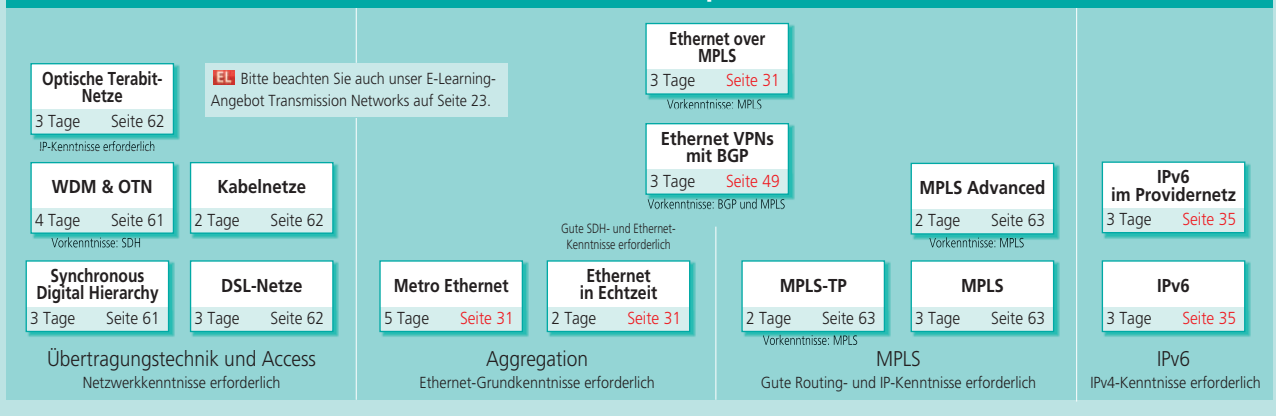 Ethernet over
MPLS
3 Tage Seite 31
Vorkenntnisse: MPLS
Optische Terabit-
Netze
3 Tage Seite 62
IP-Kenntnisse erforderlich
EL Bitte beachten Sie auch unser E-Learning-
Angebot Transmission Networks auf Seite 23.
Ethernet VPNs
mit BGP
3 Tage Seite 49
Vorkenntnisse: BGP und MPLS
WDM & OTN
4 Tage Seite 61
Vorkenntnisse: SDH
Kabelnetze
2 Tage Seite 62
MPLS Advanced
2 Tage Seite 63
Vorkenntnisse: MPLS
IPv6
im Providernetz
3 Tage Seite 35
Gute SDH- und Ethernet-
Kenntnisse erforderlich
Synchronous
Digital Hierarchy
3 Tage Seite 61
DSL-Netze
3 Tage Seite 62
Metro Ethernet
5 Tage Seite 31
Ethernet
in Echtzeit
2 Tage Seite 31
MPLS-TP
2 Tage Seite 63
Vorkenntnisse: MPLS
MPLS
3 Tage Seite 63
IPv6
3 Tage Seite 35
Übertragungstechnik und Access
Netzwerkkenntnisse erforderlich
Aggregation
Ethernet-Grundkenntnisse erforderlich
MPLS
Gute Routing- und IP-Kenntnisse erforderlich
IPv6
IPv4-Kenntnisse erforderlich